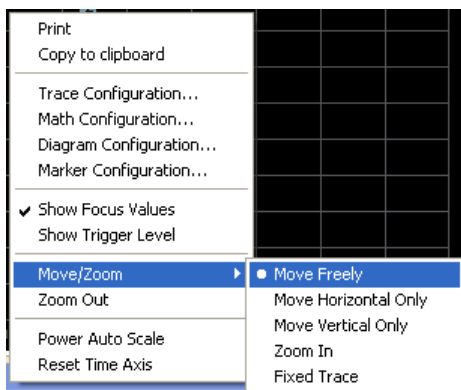 Print
Copy to clipboard
Trace Configuration...
Math Configuration...
Diagram Configuration...
Marker Configuration...
Show Focus Values
Show Trigger Level
Move/Zoom
Zoom Out
Power Auto Scale
Reset Time Axis
Move Freely
Move Horizontal Only
Move Vertical Only
Zoom In
Fixed Trace